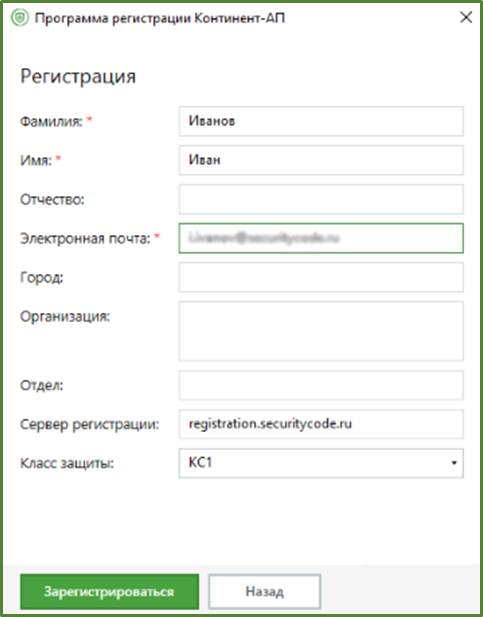 Программа регистрации Континент-АП
Регистрация
Фамилия: * Иванов
Имя: * Иван
Отчество:
Электронная почта: *
Город:
Организация:
Отдел:
Сервер регистрации: registration.securitycode.ru
Класс защиты: КС1
Зарегистрироваться Назад